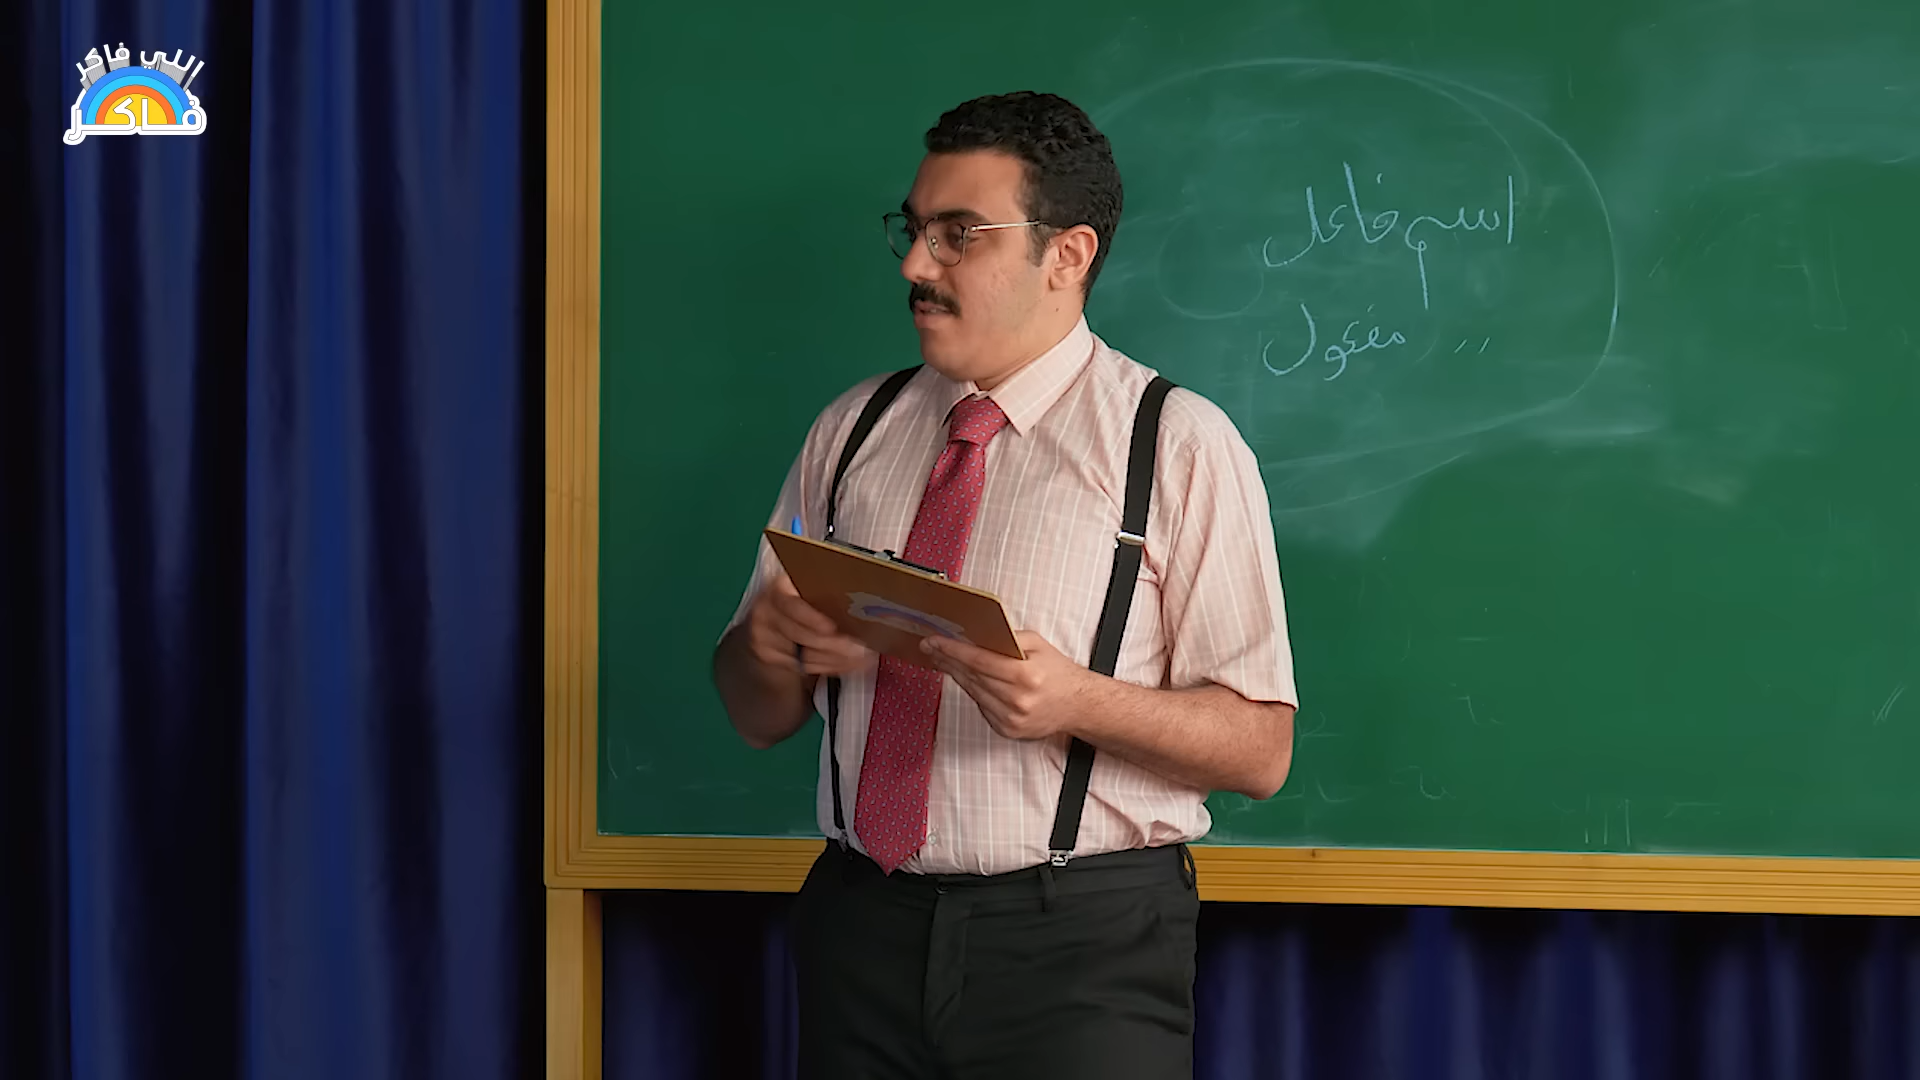 اللي فاكر
فاكر
اسم فاعل
〃 مفعول